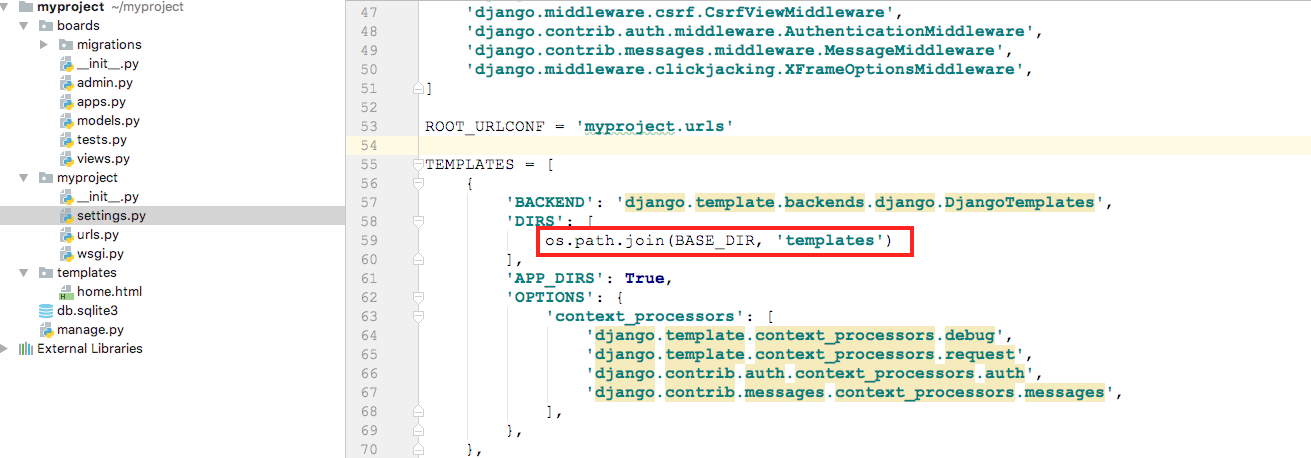 myproject ~/myproject
boards
migrations
__init__.py
admin.py
apps.py
models.py
tests.py
views.py
myproject
__init__.py
settings.py
urls.py
wsgi.py
templates
home.html
db.sqlite3
manage.py
External Libraries
47 'django.middleware.csrf.CsrfViewMiddleware',
48 'django.contrib.auth.middleware.AuthenticationMiddleware',
49 'django.contrib.messages.middleware.MessageMiddleware',
50 'django.middleware.clickjacking.XFrameOptionsMiddleware',
51 ]
52
53 ROOT_URLCONF = 'myproject.urls'
54
55 TEMPLATES = [
56 {
57 'BACKEND': 'django.template.backends.django.DjangoTemplates',
58 'DIRS': [
59 os.path.join(BASE_DIR, 'templates')
60 ],
61 'APP_DIRS': True,
62 'OPTIONS': {
63 'context_processors': [
64 'django.template.context_processors.debug',
65 'django.template.context_processors.request',
66 'django.contrib.auth.context_processors.auth',
67 'django.contrib.messages.context_processors.messages',
68 ],
69 },
70 },